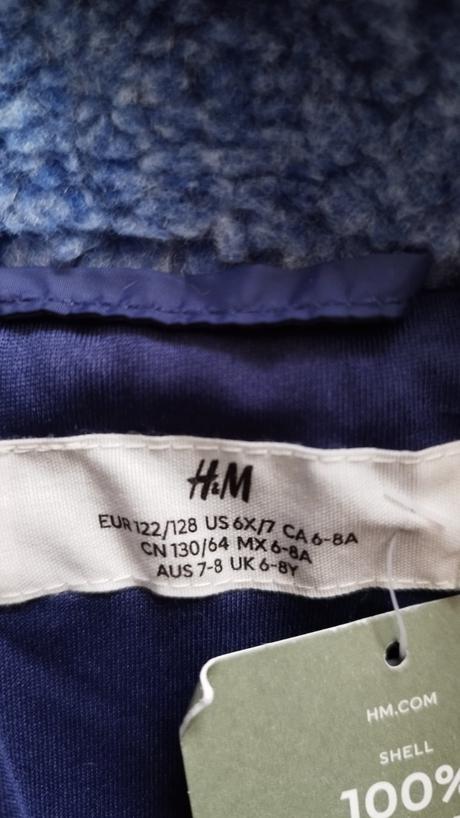 H&M
EUR 122/128 US 6X/7 CA 6-8A
CN 130/64 MX 6-8A
AUS 7-8 UK 6-8Y
HM.COM
SHELL
100%